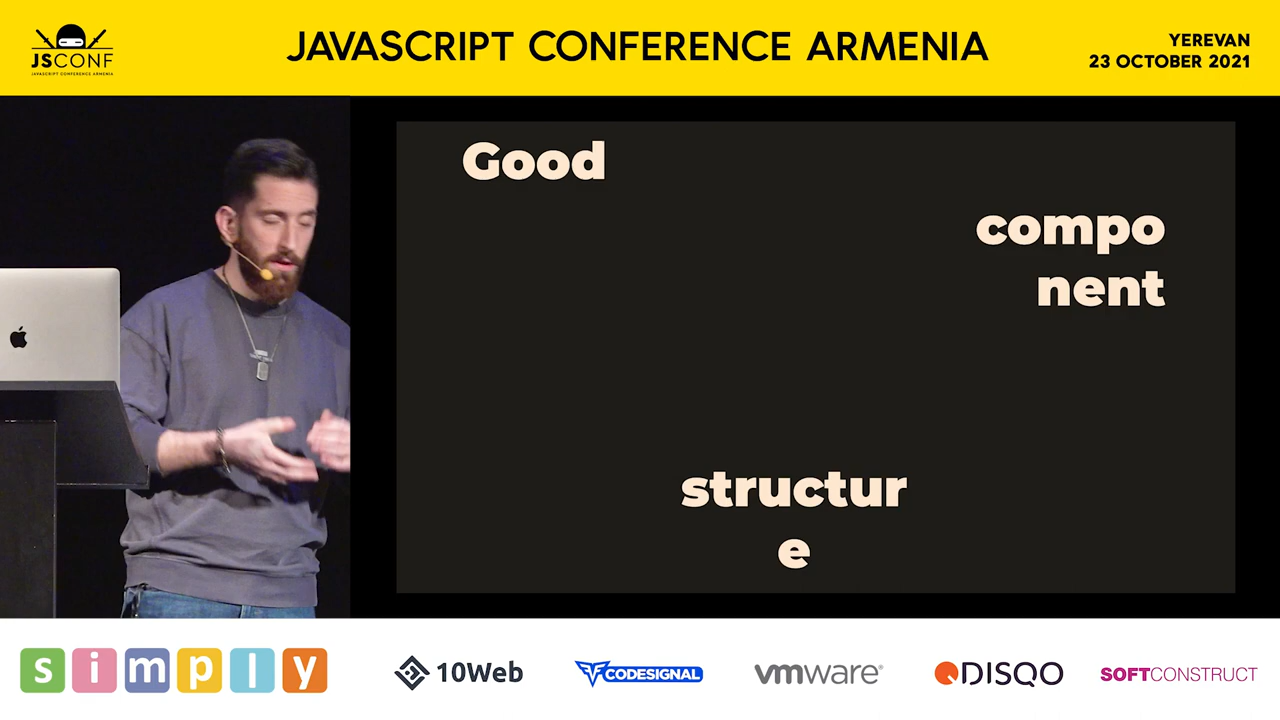 JSCONF
JAVASCRIPT CONFERENCE ARMENIA
JAVASCRIPT CONFERENCE ARMENIA
YEREVAN
23 OCTOBER 2021
Good
compo
nent
structur
e
simply
10Web
CODESIGNAL
vmware®
DISQO
SOFTCONSTRUCT